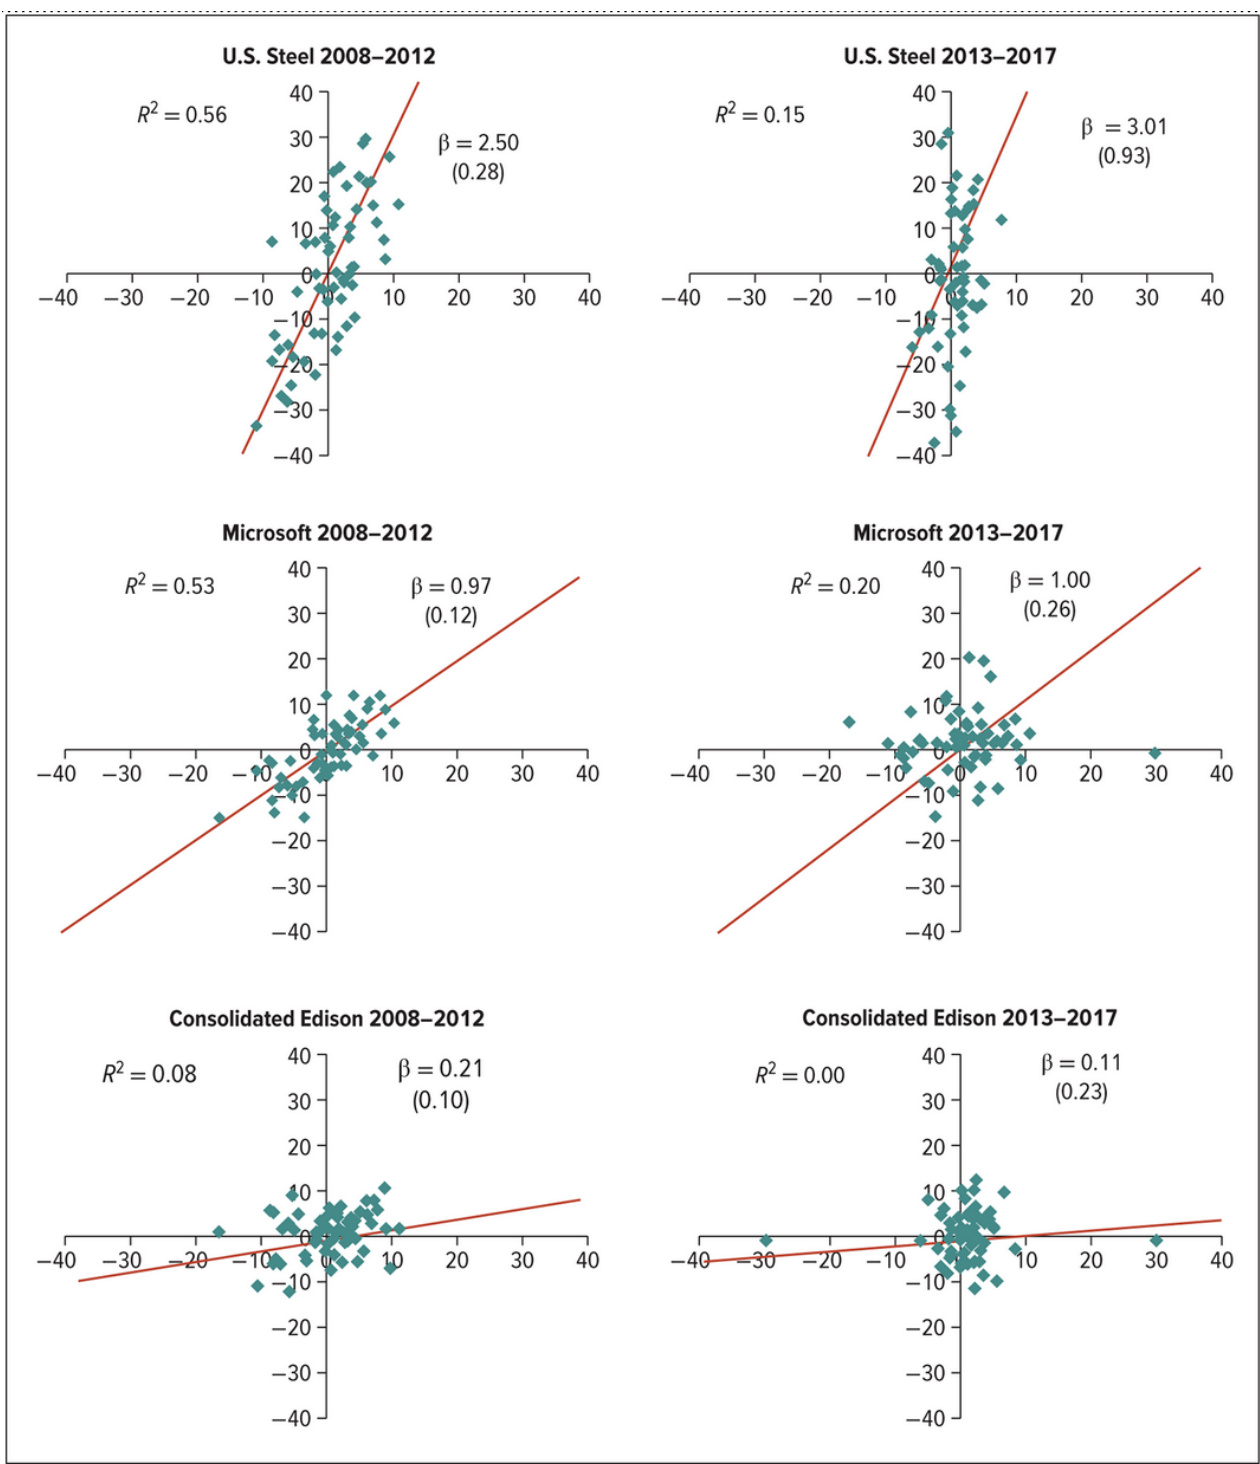 U.S. Steel 2008–2012
R² = 0.56
β = 2.50
(0.28)
40
30
20
10
0
–10
–20
–30
–40
–40 –30 –20 –10 10 20 30 40
U.S. Steel 2013–2017
R² = 0.15
β = 3.01
(0.93)
40
30
20
10
0
–10
–20
–30
–40
–40 –30 –20 –10 10 20 30 40
Microsoft 2008–2012
R² = 0.53
β = 0.97
(0.12)
40
30
20
10
0
–10
–20
–30
–40
–40 –30 –20 –10 10 20 30 40
Microsoft 2013–2017
R² = 0.20
β = 1.00
(0.26)
40
30
20
10
0
–10
–20
–30
–40
–40 –30 –20 –10 0 10 20 30 40
Consolidated Edison 2008–2012
R² = 0.08
β = 0.21
(0.10)
40
30
20
10
0
–10
–20
–30
–40
–40 –30 –20 –10 10 20 30 40
Consolidated Edison 2013–2017
R² = 0.00
β = 0.11
(0.23)
40
30
20
10
0
–10
–20
–30
–40
–40 –30 –20 –10 10 20 30 40